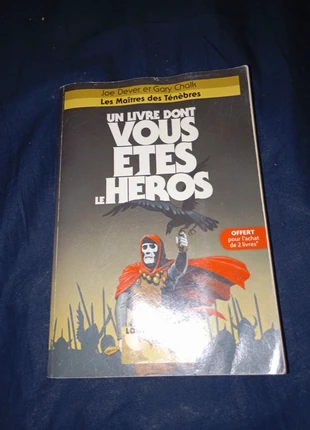 Joe Dever et Gary Chalk
Les Maîtres des Ténèbres
UN LIVRE DONT
VOUS
ETES
LE HEROS
OFFERT
pour l'achat
de 2 livres*